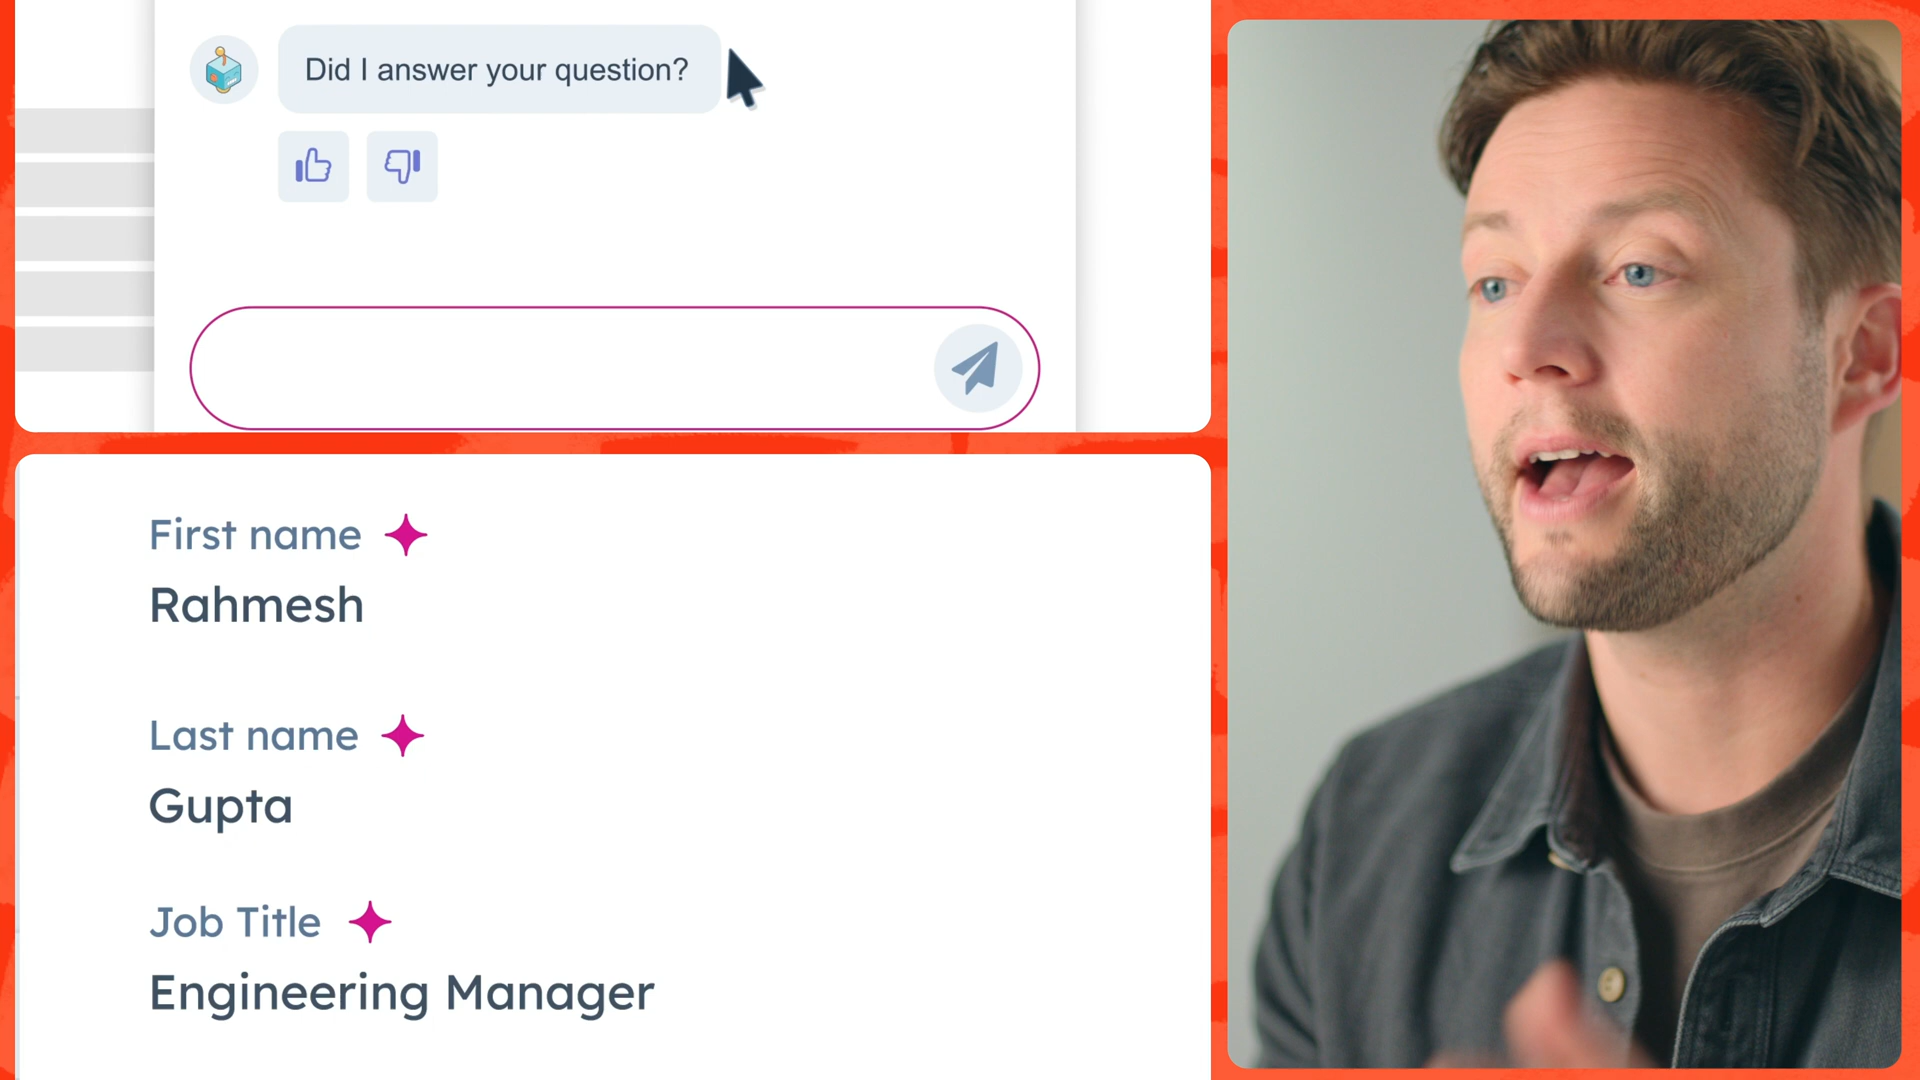 Did I answer your question?
First name
Rahmesh
Last name
Gupta
Job Title
Engineering Manager